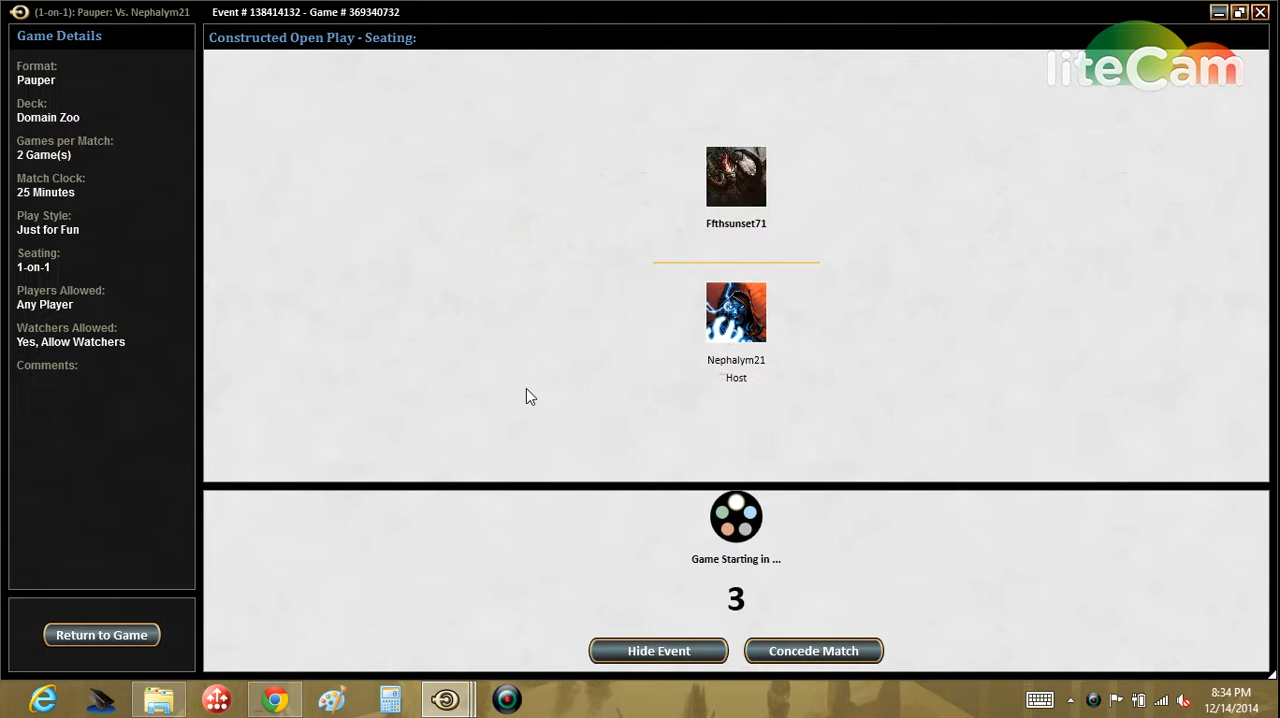 (1-on-1): Pauper: Vs. Nephalym21
Event # 138414132 - Game # 369340732
Game Details
Format:
Pauper
Deck:
Domain Zoo
Games per Match:
2 Game(s)
Match Clock:
25 Minutes
Play Style:
Just for Fun
Seating:
1-on-1
Players Allowed:
Any Player
Watchers Allowed:
Yes, Allow Watchers
Comments:
Return to Game
Constructed Open Play - Seating:
liteCam
Ffthsunset71
Nephalym21
Host
Game Starting in ...
3
Hide Event
Concede Match
8:34 PM
12/14/2014